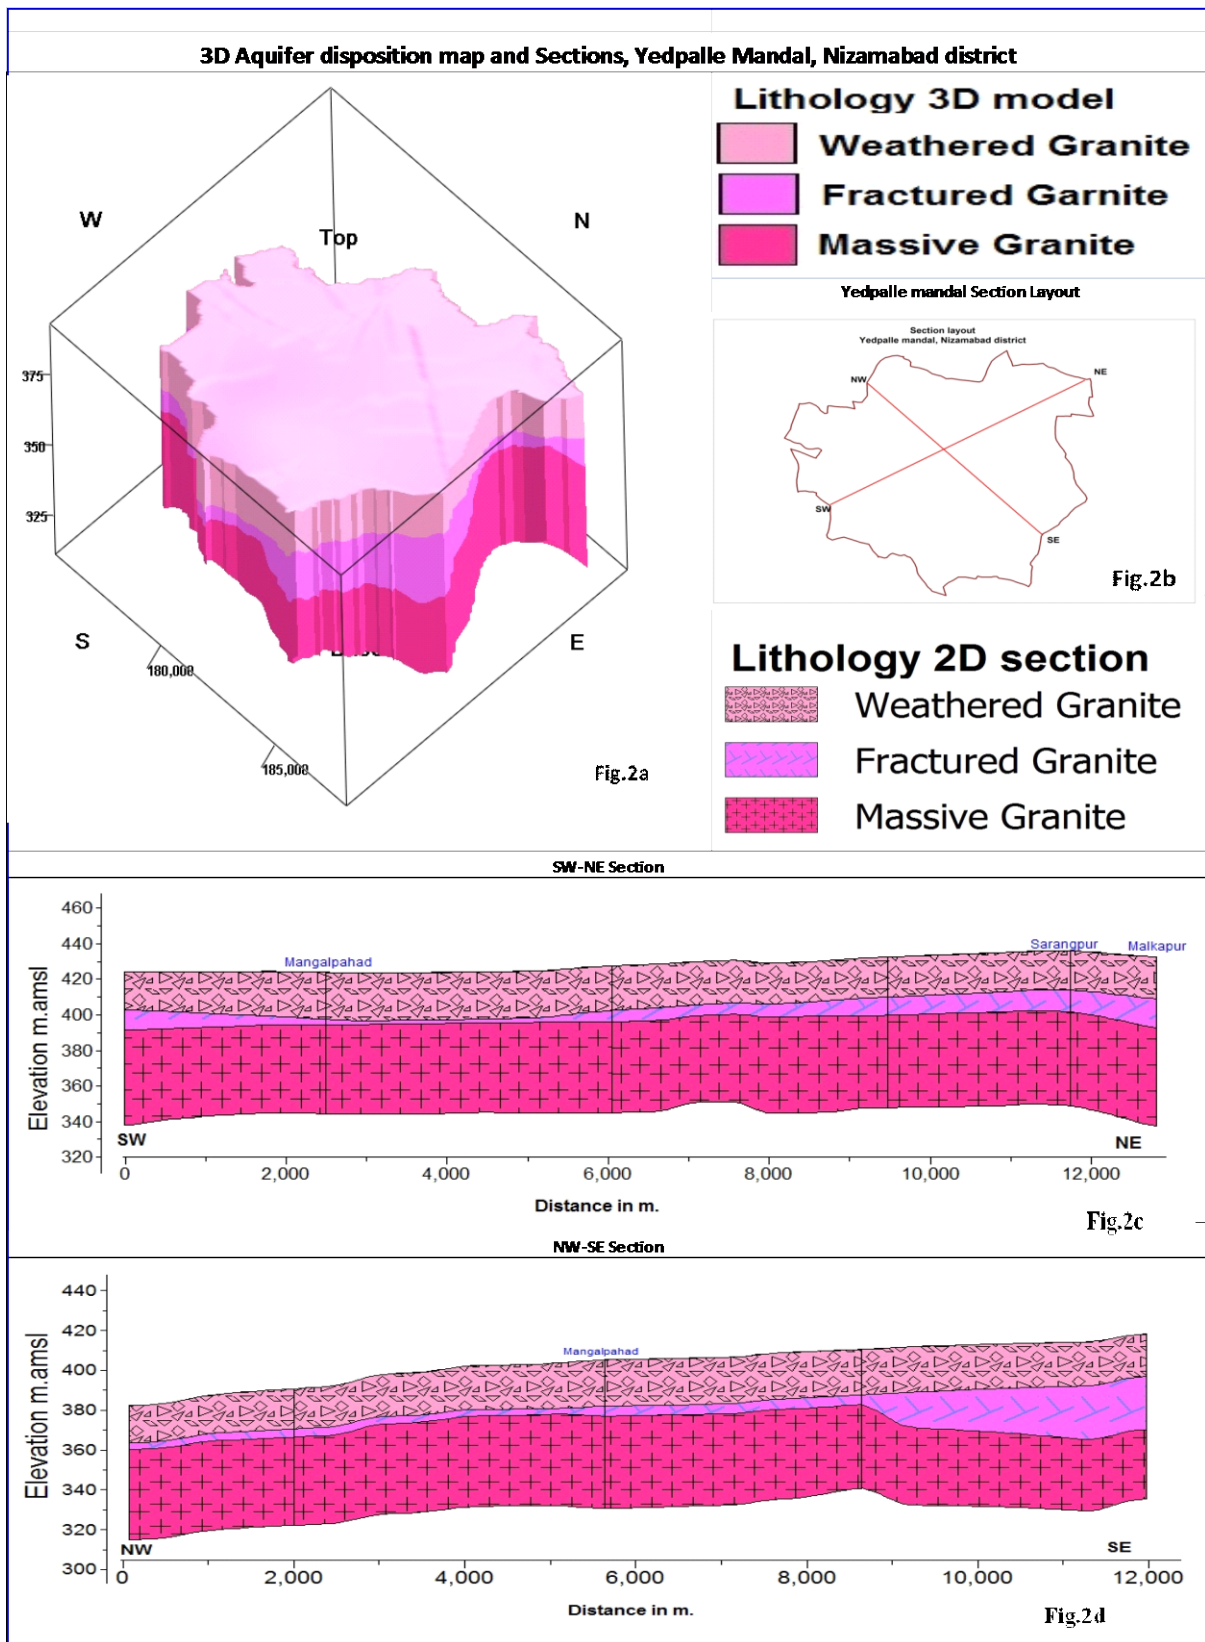 3D Aquifer disposition map and Sections, Yedpalle Mandal, Nizamabad district
W
N
Top
375
350
325
S
E
180,000
185,000
Fig.2a
Lithology 3D model
Weathered Granite
Fractured Garnite
Massive Granite
Yedpalle mandal Section Layout
Section layout
Yedpalle mandal, Nizamabad district
NW
NE
SW
SE
Fig.2b
Lithology 2D section
Weathered Granite
Fractured Granite
Massive Granite
SW-NE Section
Elevation m.amsl
460
440
420
400
380
360
340
320
Mangalpahad
Sarangpur
Malkapur
SW
NE
0 2,000 4,000 6,000 8,000 10,000 12,000
Distance in m.
Fig.2c
NW-SE Section
Elevation m.amsl
440
420
400
380
360
340
320
300
Mangalpahad
NW
SE
0 2,000 4,000 6,000 8,000 10,000 12,000
Distance in m.
Fig.2d